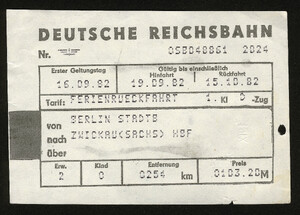 DEUTSCHE REICHSBAHN
Nr. 058048861 2024
Erster Geltungstag Gültig bis einschließlich
Hinfahrt Rückfahrt
16.09.82 19.09.82 15.10.82
Tarif: FERIENRUECKFAHRT 1. Kl D -Zug
von BERLIN STADTB
nach ZWICKAU(SACHS) HBF
über
Erw. Kind Entfernung Preis
2 0 0254 km 0103.20M